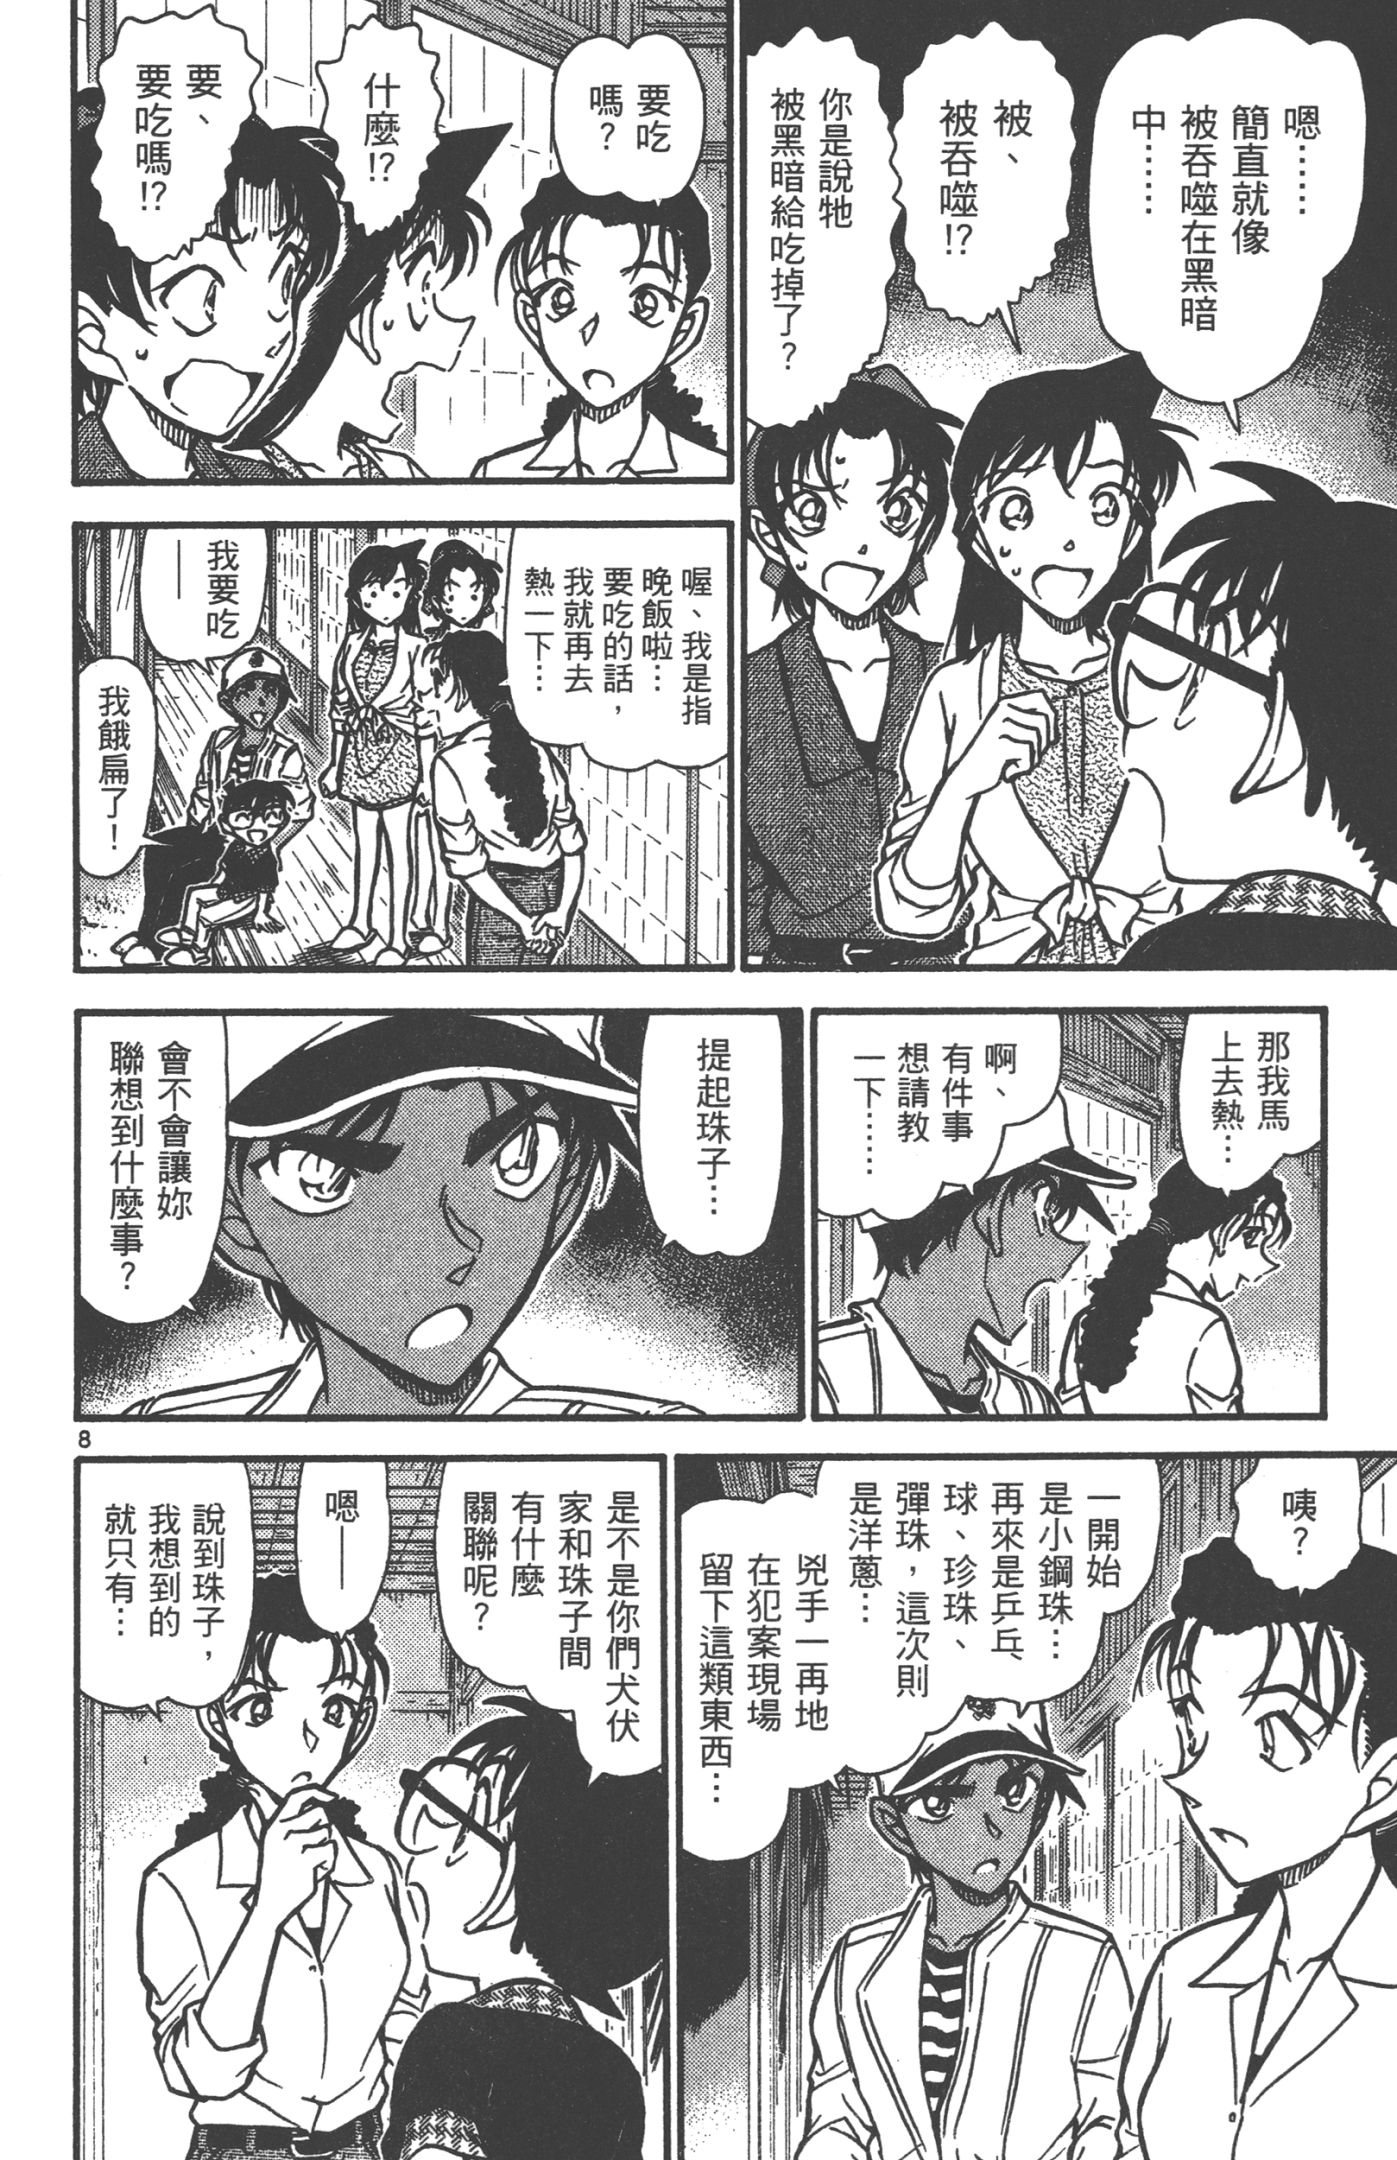 嗯……
簡直就像
被吞噬在黑暗
中……
被、
被吞噬!?
你是說牠
被黑暗給吃掉了?
要吃
嗎?
什麼!?
要、
要吃嗎!?
喔、我是指
晚飯啦…
要吃的話,
我就再去
熱一下…
我要吃
——
我餓扁了!
那我馬
上去熱…
啊、
有件事
想請教
一下……
提起珠子…
會不會讓妳
聯想到什麼事?
8
咦?
一開始
是小鋼珠…
再來是乒乓
球、珍珠、
彈珠,這次則
是洋蔥…
兇手一再地
在犯案現場
留下這類東西…
是不是你們犬伏
家和珠子間
有什麼
關聯呢?
嗯——
說到珠子,
我想到的
就只有…